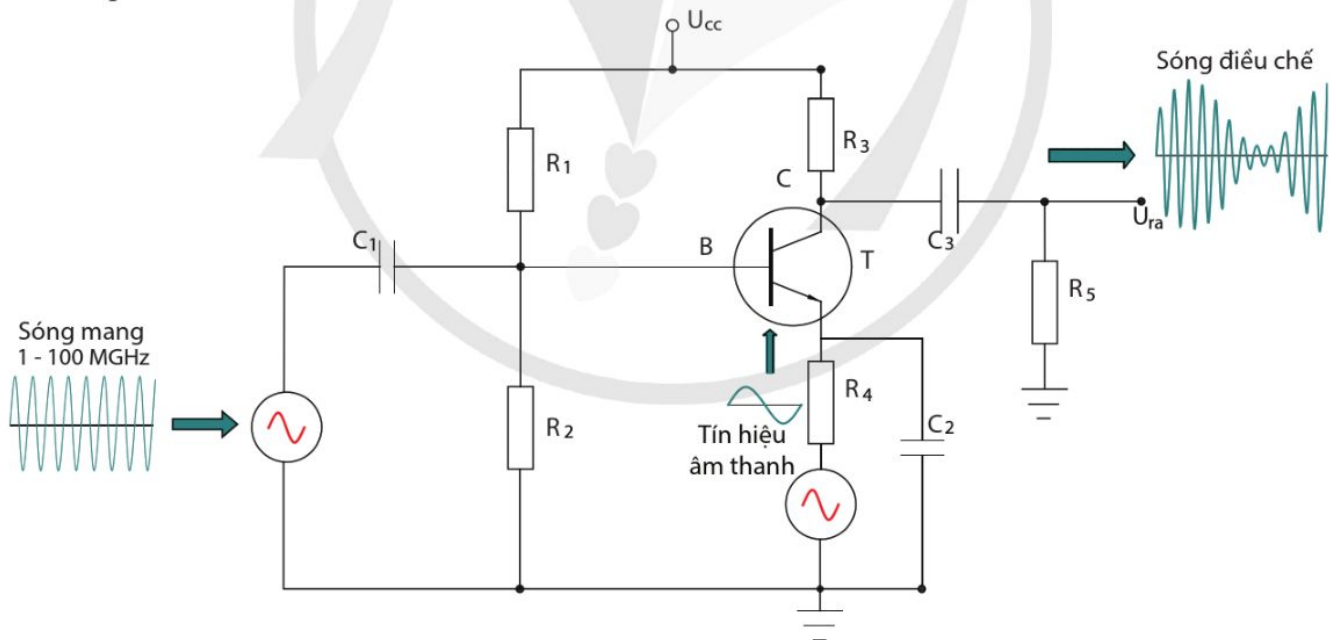 Ucc
Sóng điều chế
R1
R3
C
C1
B
T
C3
Ura
R5
Sóng mang
1 - 100 MGHz
R2
R4
C2
Tín hiệu
âm thanh